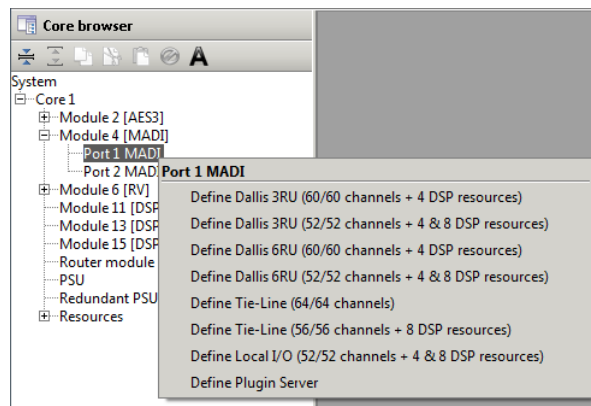 Core browser
A
System
Core 1
Module 2 [AES3]
Module 4 [MADI]
Port 1 MADI
Port 2 MADI
Port 1 MADI
Define Dallis 3RU (60/60 channels + 4 DSP resources)
Define Dallis 3RU (52/52 channels + 4 & 8 DSP resources)
Define Dallis 6RU (60/60 channels + 4 DSP resources)
Define Dallis 6RU (52/52 channels + 4 & 8 DSP resources)
Define Tie-Line (64/64 channels)
Define Tie-Line (56/56 channels + 8 DSP resources)
Define Local I/O (52/52 channels + 4 & 8 DSP resources)
Define Plugin Server
Module 6 [RV]
Module 11 [DSP
Module 13 [DSP
Module 15 [DSP
Router module
PSU
Redundant PSU
Resources